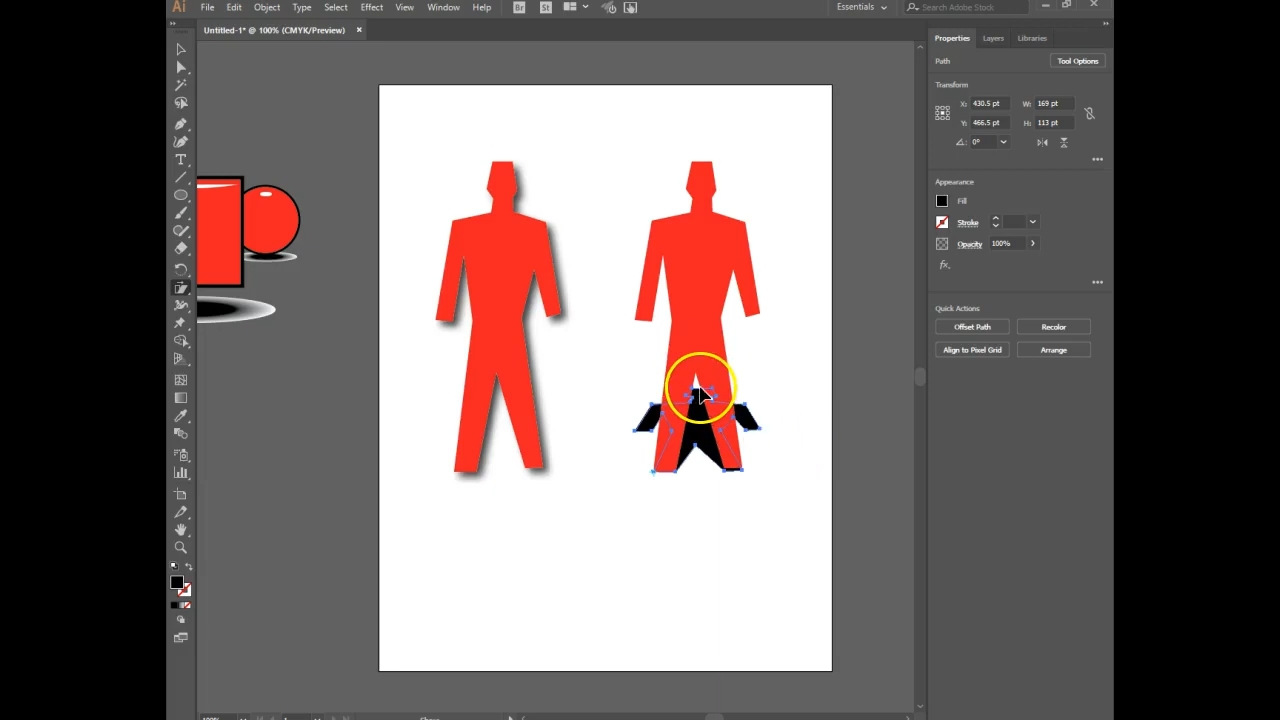 Ai File Edit Object Type Select Effect View Window Help Br St Essentials Search Adobe Stock
Untitled-1* @ 100% (CMYK/Preview) ×
Properties Layers Libraries
Path Tool Options
Transform
X: 430.5 pt W: 169 pt
Y: 466.5 pt H: 113 pt
0°
Appearance
Fill
Stroke
Opacity 100%
fx.
Quick Actions
Offset Path Recolor
Align to Pixel Grid Arrange